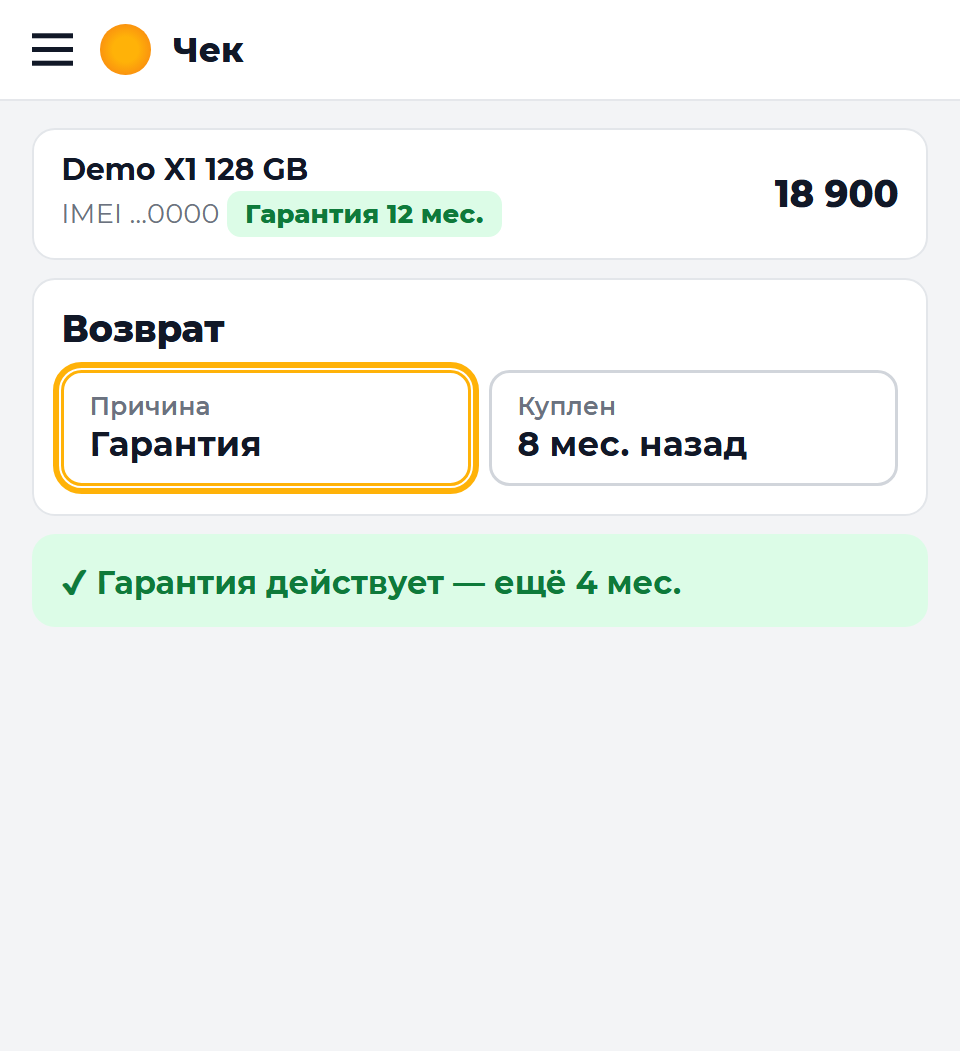 Чек
Demo X1 128 GB
IMEI ...0000 Гарантия 12 мес.
18 900
Возврат
Причина
Гарантия
Куплен
8 мес. назад
✓ Гарантия действует — ещё 4 мес.